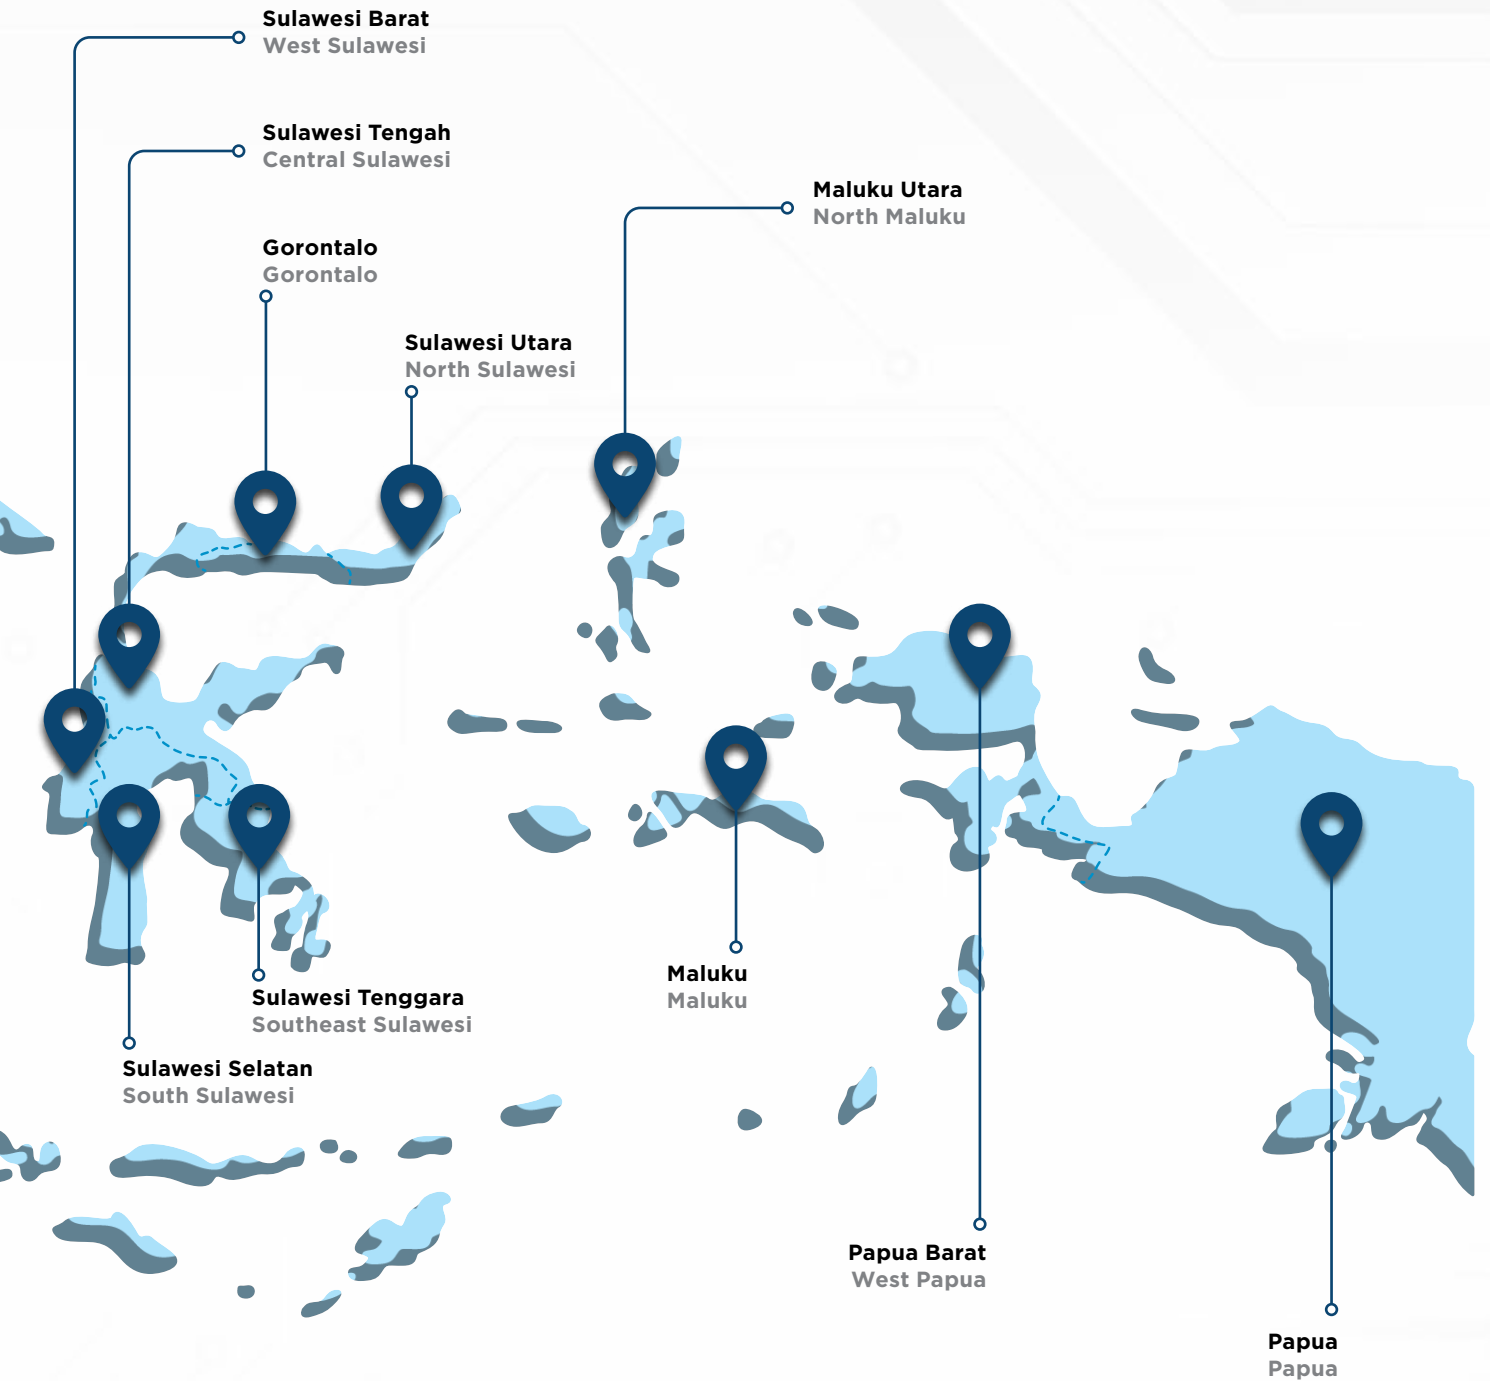 Sulawesi Barat
West Sulawesi
Sulawesi Tengah
Central Sulawesi
Maluku Utara
North Maluku
Gorontalo
Gorontalo
Sulawesi Utara
North Sulawesi
Maluku
Maluku
Sulawesi Tenggara
Southeast Sulawesi
Sulawesi Selatan
South Sulawesi
Papua Barat
West Papua
Papua
Papua